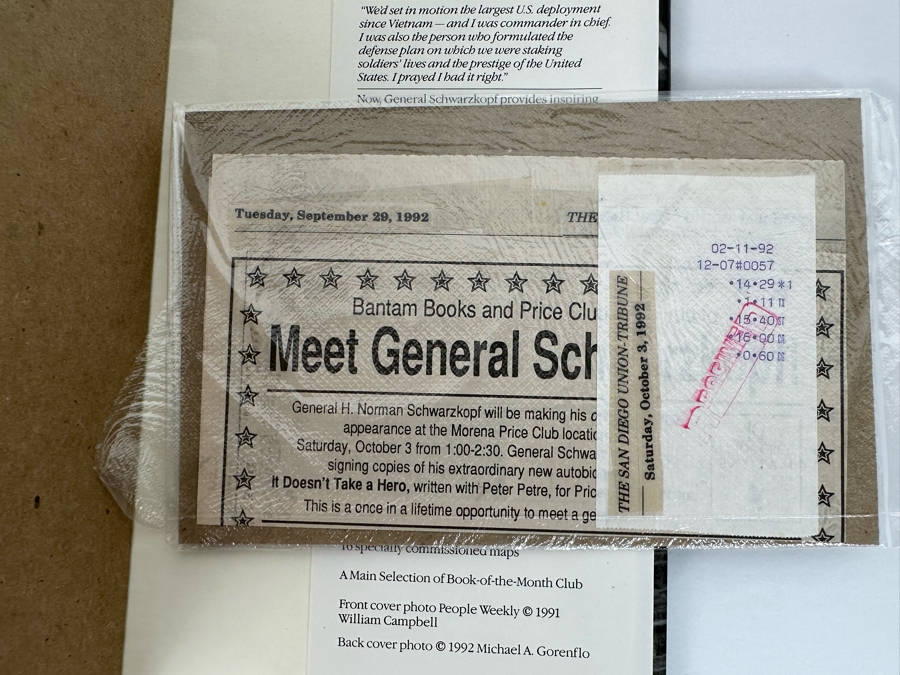 "We'd set in motion the largest U.S. deployment
since Vietnam — and I was commander in chief.
I was also the person who formulated the
defense plan on which we were staking
soldiers' lives and the prestige of the United
States. I prayed I had it right."
Now, General Schwarzkopf provides inspiring
Tuesday, September 29, 1992
THE
Bantam Books and Price Clu
Meet General Sch
General H. Norman Schwarzkopf will be making his
appearance at the Morena Price Club locatio
Saturday, October 3 from 1:00-2:30. General Schwa
signing copies of his extraordinary new autobio
It Doesn't Take a Hero, written with Peter Petre, for Pric
This is a once in a lifetime opportunity to meet a ge
THE SAN DIEGO UNION-TRIBUNE
Saturday, October 3, 1992
02-11-92
12-07#0057
•14•29*1
•1•11
•15•40
•16•00
•0•60
16 specially commissioned maps
A Main Selection of Book-of-the-Month Club
Front cover photo People Weekly © 1991
William Campbell
Back cover photo © 1992 Michael A. Gorenflo